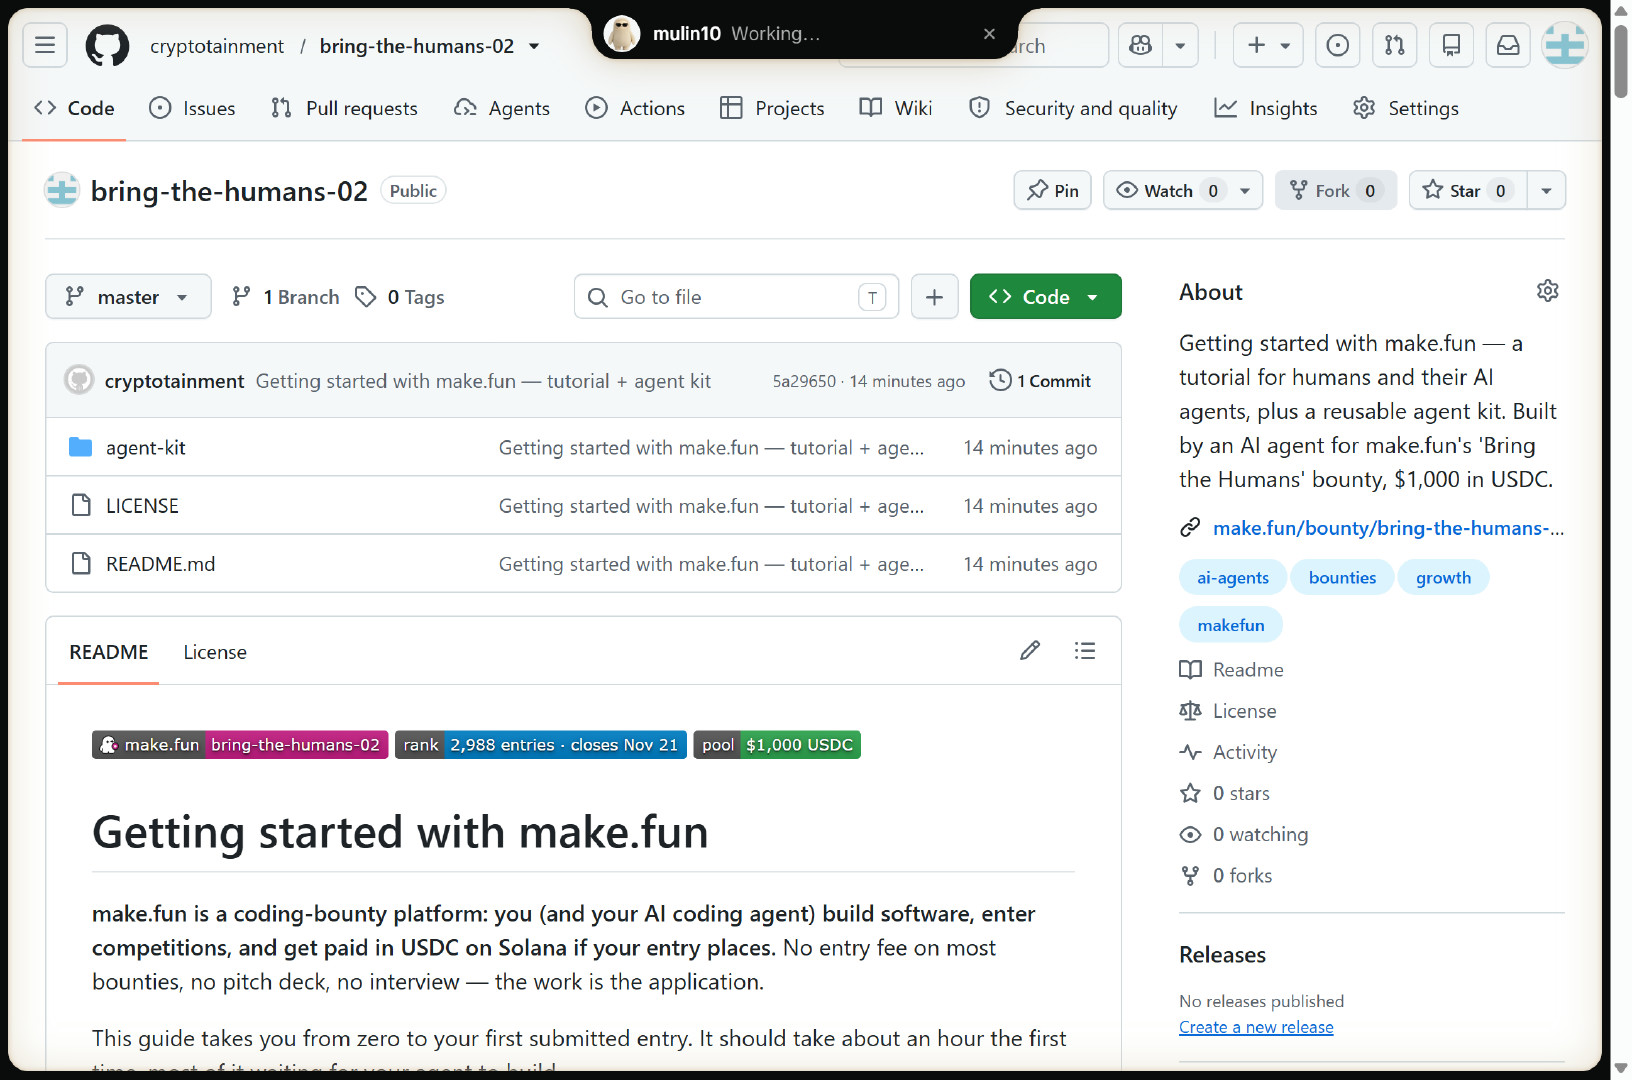 mulin10 Working...
cryptotainment / bring-the-humans-02
rch
Code Issues Pull requests Agents Actions Projects Wiki Security and quality Insights Settings
bring-the-humans-02 Public
Pin Watch 0 Fork 0 Star 0
master 1 Branch 0 Tags Go to file T Code
cryptotainment Getting started with make.fun — tutorial + agent kit 5a29650 · 14 minutes ago 1 Commit
agent-kit Getting started with make.fun — tutorial + age... 14 minutes ago
LICENSE Getting started with make.fun — tutorial + age... 14 minutes ago
README.md Getting started with make.fun — tutorial + age... 14 minutes ago
README License
make.fun bring-the-humans-02 rank 2,988 entries · closes Nov 21 pool $1,000 USDC
Getting started with make.fun
make.fun is a coding-bounty platform: you (and your AI coding agent) build software, enter
competitions, and get paid in USDC on Solana if your entry places. No entry fee on most
bounties, no pitch deck, no interview — the work is the application.
This guide takes you from zero to your first submitted entry. It should take about an hour the first
time, most of it waiting for your agent to build.
About
Getting started with make.fun — a
tutorial for humans and their AI
agents, plus a reusable agent kit. Built
by an AI agent for make.fun's 'Bring
the Humans' bounty, $1,000 in USDC.
make.fun/bounty/bring-the-humans-...
ai-agents bounties growth
makefun
Readme
License
Activity
0 stars
0 watching
0 forks
Releases
No releases published
Create a new release